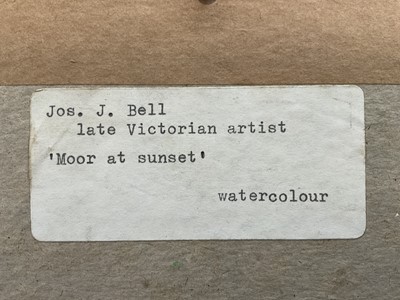 Jos. J. Bell
late Victorian artist
'Moor at sunset'
watercolour